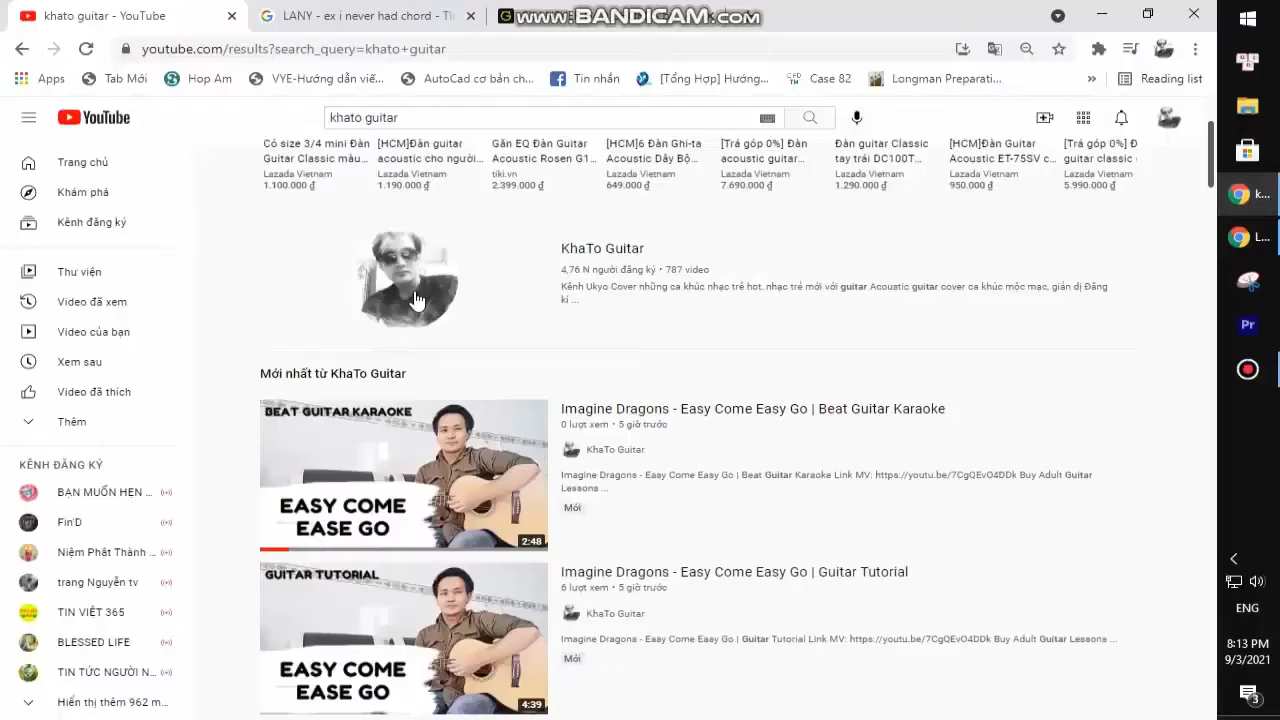 khato guitar - YouTube
LANY - ex i never had chord - Ti
www.BANDICAM.com
youtube.com/results?search_query=khato+guitar
Apps
Tab Mới
Hop Am
VYE-Hướng dẫn viê...
AutoCad cơ bản ch...
Tin nhắn
[Tổng Hợp] Hướng...
Case 82
Longman Preparati...
»
Reading list
YouTube
khato guitar
Có size 3/4 mini Đàn Guitar Classic màu...
Lazada Vietnam
1.100.000 ₫
[HCM]Đàn guitar acoustic cho người...
Lazada Vietnam
1.190.000 ₫
Gắn EQ Đàn Guitar Acoustic Rosen G1...
tiki.vn
2.399.000 ₫
[HCM]6 Đàn Ghi-ta Acoustic Dây Bộ...
Lazada Vietnam
649.000 ₫
[Trả góp 0%] Đàn acoustic guitar...
Lazada Vietnam
7.690.000 ₫
Đàn guitar Classic tay trái DC100T...
Lazada Vietnam
1.290.000 ₫
[HCM]Đàn Guitar Acoustic ET-75SV c...
Lazada Vietnam
950.000 ₫
[Trả góp 0%] Đà guitar classic
Lazada Vietnam
5.990.000 ₫
Trang chủ
Khám phá
Kênh đăng ký
Thư viện
Video đã xem
Video của bạn
Xem sau
Video đã thích
Thêm
KÊNH ĐĂNG KÝ
BẠN MUỐN HẸN ...
Fin'D
Niệm Phật Thành ...
trang Nguyễn tv
TIN VIỆT 365
BLESSED LIFE
TIN TỨC NGƯỜI N...
Hiển thị thêm 962 m...
KhaTo Guitar
4,76 N người đăng ký • 787 video
Kênh Ukyo Cover những ca khúc nhạc trẻ hot, nhạc trẻ mới với guitar Acoustic guitar cover ca khúc mộc mạc, giản dị Đăng
kí ...
Mới nhất từ KhaTo Guitar
BEAT GUITAR KARAOKE
EASY COME
EASE GO
2:48
Imagine Dragons - Easy Come Easy Go | Beat Guitar Karaoke
0 lượt xem • 5 giờ trước
KhaTo Guitar
Imagine Dragons - Easy Come Easy Go | Beat Guitar Karaoke Link MV: https://youtu.be/7CgQEvO4DDk Buy Adult Guitar
Lessons ...
Mới
GUITAR TUTORIAL
EASY COME
EASE GO
4:39
Imagine Dragons - Easy Come Easy Go | Guitar Tutorial
6 lượt xem • 5 giờ trước
KhaTo Guitar
Imagine Dragons - Easy Come Easy Go | Guitar Tutorial Link MV: https://youtu.be/7CgQEvO4DDk Buy Adult Guitar Lessons ...
Mới
k...
L...
Pr
ENG
8:13 PM
9/3/2021
3